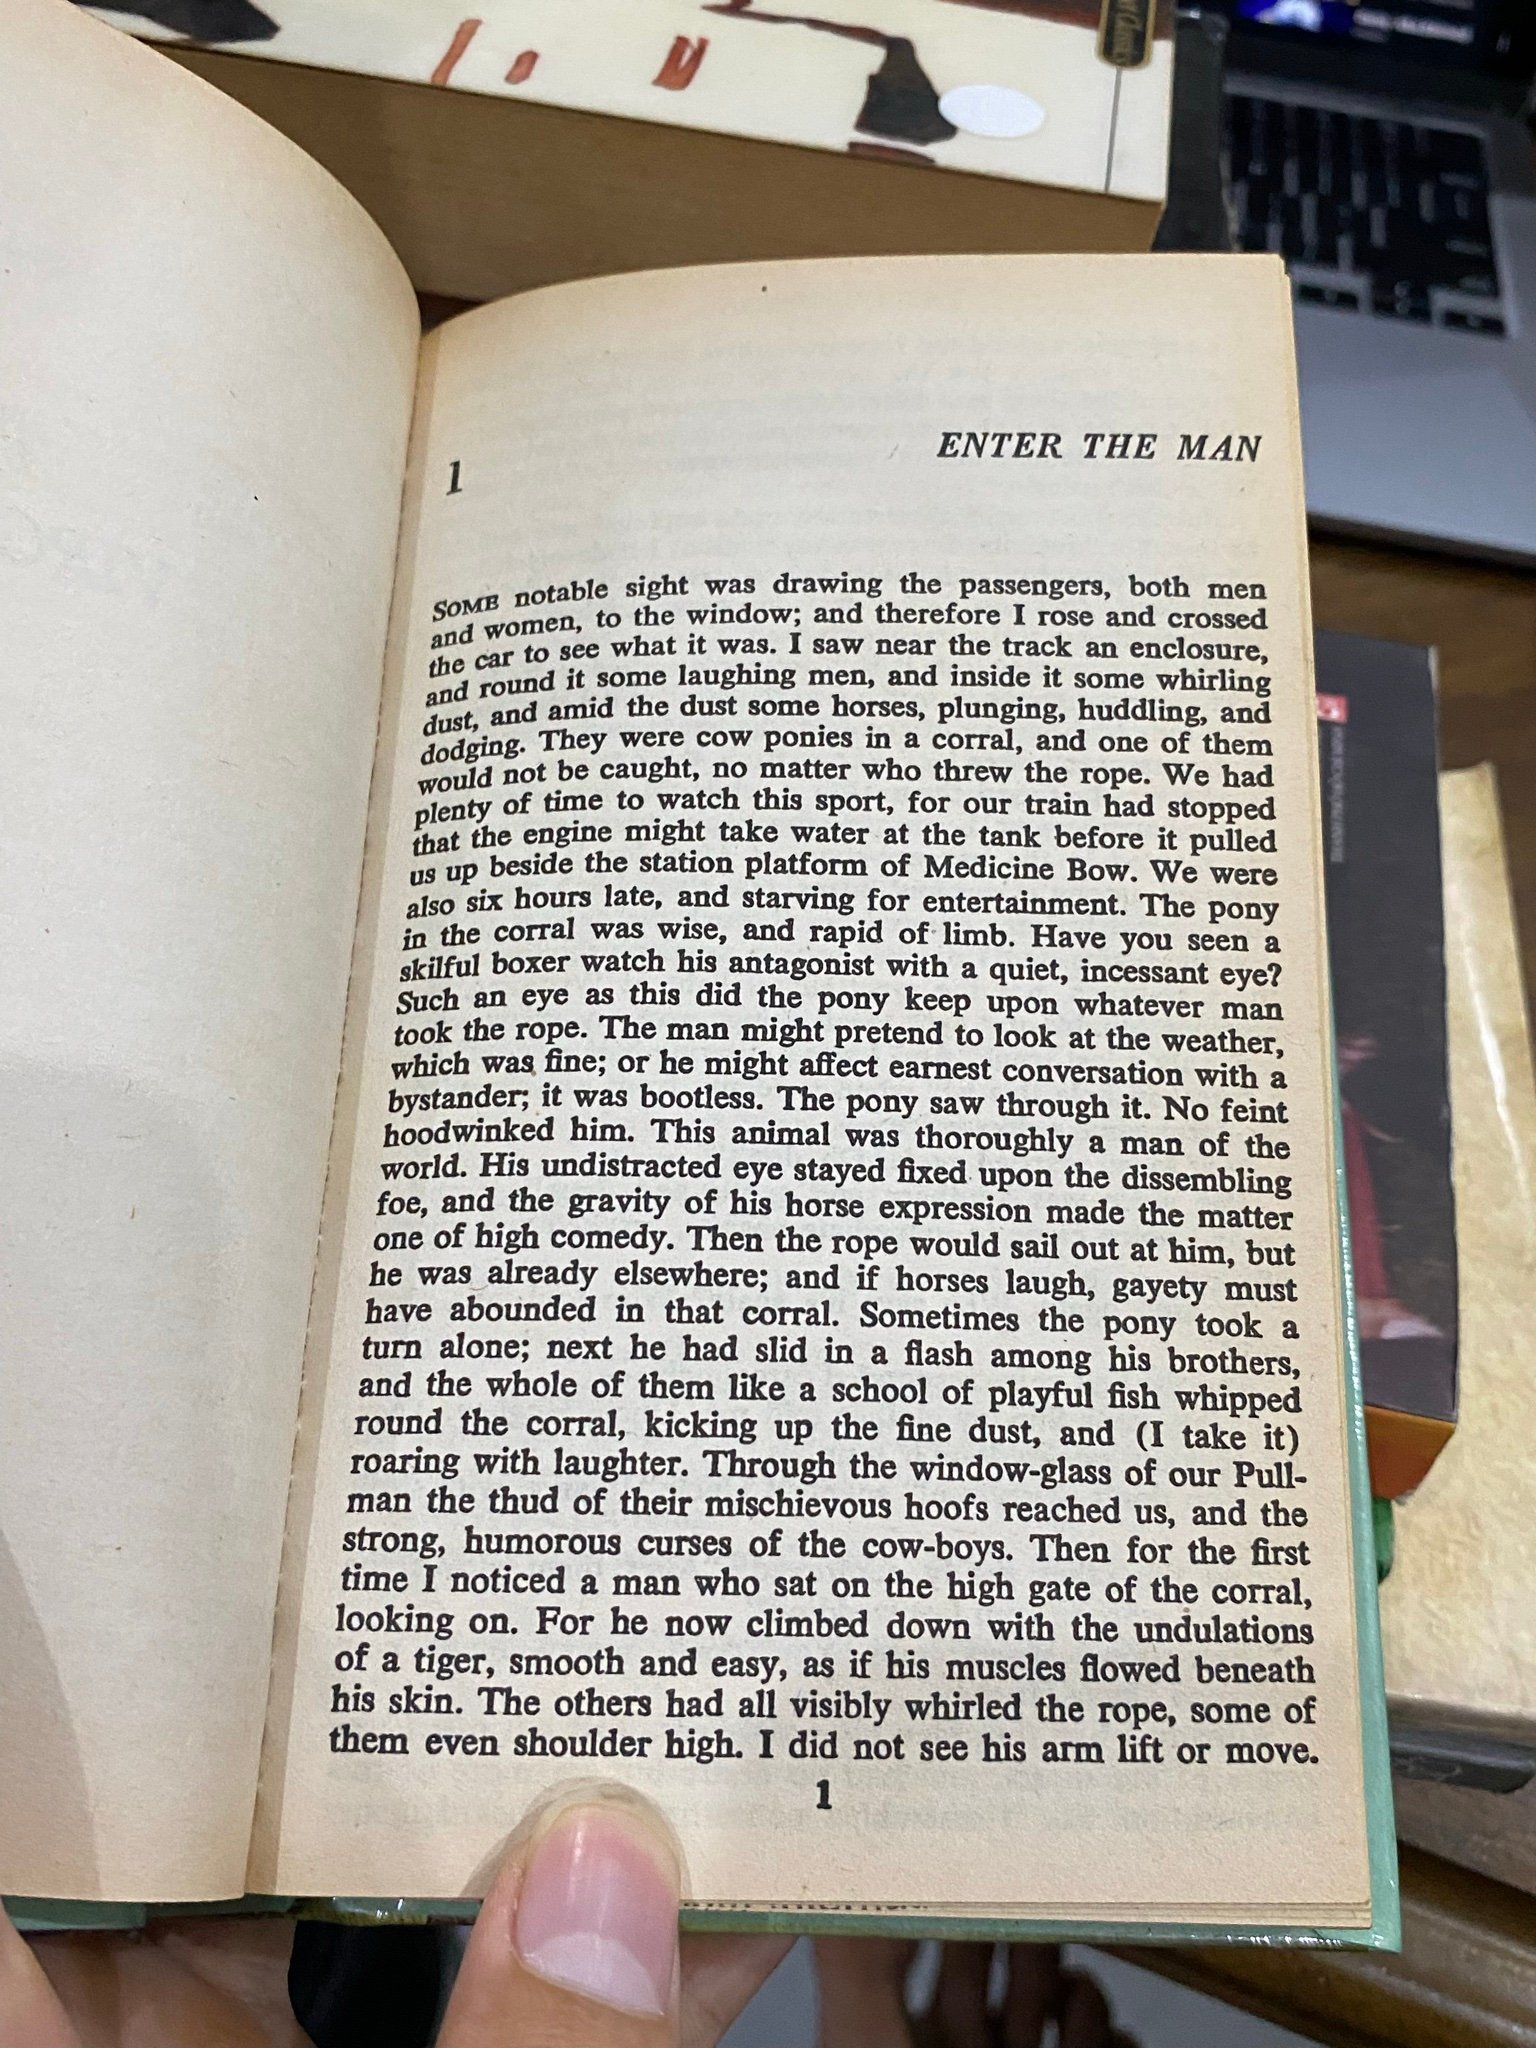 ENTER THE MAN
1
SOME notable sight was drawing the passengers, both men
and women, to the window; and therefore I rose and crossed
the car to see what it was. I saw near the track an enclosure,
and round it some laughing men, and inside it some whirling
dust, and amid the dust some horses, plunging, huddling, and
dodging. They were cow ponies in a corral, and one of them
would not be caught, no matter who threw the rope. We had
plenty of time to watch this sport, for our train had stopped
that the engine might take water at the tank before it pulled
us up beside the station platform of Medicine Bow. We were
also six hours late, and starving for entertainment. The pony
in the corral was wise, and rapid of limb. Have you seen a
skilful boxer watch his antagonist with a quiet, incessant eye?
Such an eye as this did the pony keep upon whatever man
took the rope. The man might pretend to look at the weather,
which was fine; or he might affect earnest conversation with a
bystander; it was bootless. The pony saw through it. No feint
hoodwinked him. This animal was thoroughly a man of the
world. His undistracted eye stayed fixed upon the dissembling
foe, and the gravity of his horse expression made the matter
one of high comedy. Then the rope would sail out at him, but
he was already elsewhere; and if horses laugh, gayety must
have abounded in that corral. Sometimes the pony took a
turn alone; next he had slid in a flash among his brothers,
and the whole of them like a school of playful fish whipped
round the corral, kicking up the fine dust, and (I take it)
roaring with laughter. Through the window-glass of our Pull-
man the thud of their mischievous hoofs reached us, and the
strong, humorous curses of the cow-boys. Then for the first
time I noticed a man who sat on the high gate of the corral,
looking on. For he now climbed down with the undulations
of a tiger, smooth and easy, as if his muscles flowed beneath
his skin. The others had all visibly whirled the rope, some of
them even shoulder high. I did not see his arm lift or move.
1